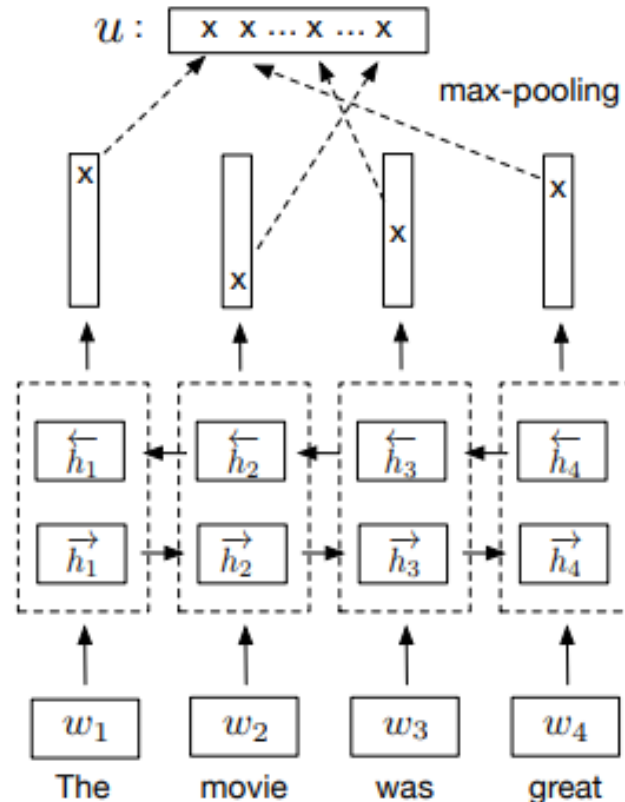 u : x x ... x ... x
max-pooling
x x x x
←h₁ ←h₂ ←h₃ ←h₄
→h₁ →h₂ →h₃ →h₄
w₁ w₂ w₃ w₄
The movie was great